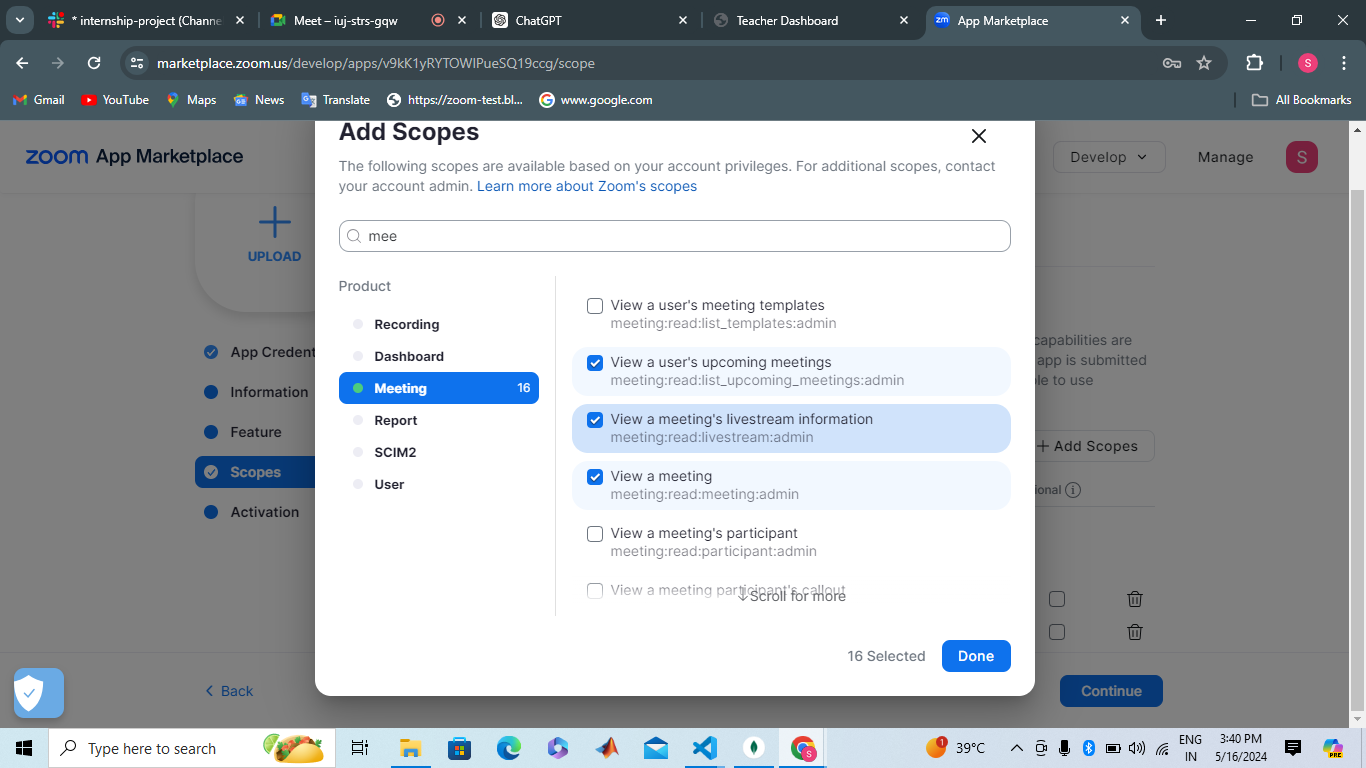 * internship-project (Channe
Meet – iuj-strs-gqw
ChatGPT
Teacher Dashboard
zm
App Marketplace
marketplace.zoom.us/develop/apps/v9kK1yRYTOWlPueSQ19ccg/scope
S
Gmail
YouTube
Maps
News
Translate
https://zoom-test.bl...
www.google.com
All Bookmarks
zoom App Marketplace
Develop
Manage
S
Add Scopes
The following scopes are available based on your account privileges. For additional scopes, contact
your account admin. Learn more about Zoom's scopes
mee
UPLOAD
App Credent
Information
Feature
Scopes
Activation
Product
Recording
Dashboard
Meeting 16
Report
SCIM2
User
View a user's meeting templates
meeting:read:list_templates:admin
View a user's upcoming meetings
meeting:read:list_upcoming_meetings:admin
View a meeting's livestream information
meeting:read:livestream:admin
View a meeting
meeting:read:meeting:admin
View a meeting's participant
meeting:read:participant:admin
View a meeting participant's callout
Scroll for more
capabilities are
app is submitted
le to use
+ Add Scopes
ional
16 Selected
Done
Back
Continue
Type here to search
S
1
39°C
ENG
IN
3:40 PM
5/16/2024
PRE